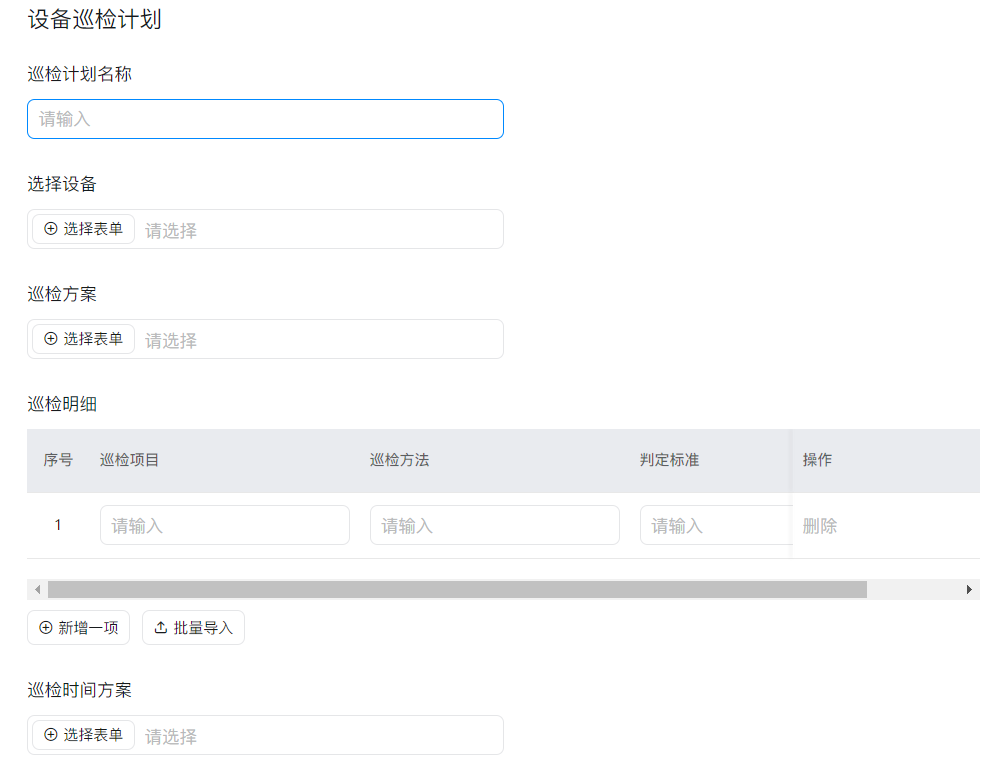 设备巡检计划
巡检计划名称
请输入
选择设备
选择表单 请选择
巡检方案
选择表单 请选择
巡检明细
序号 巡检项目 巡检方法 判定标准 操作
1 请输入 请输入 请输入 删除
新增一项 批量导入
巡检时间方案
选择表单 请选择